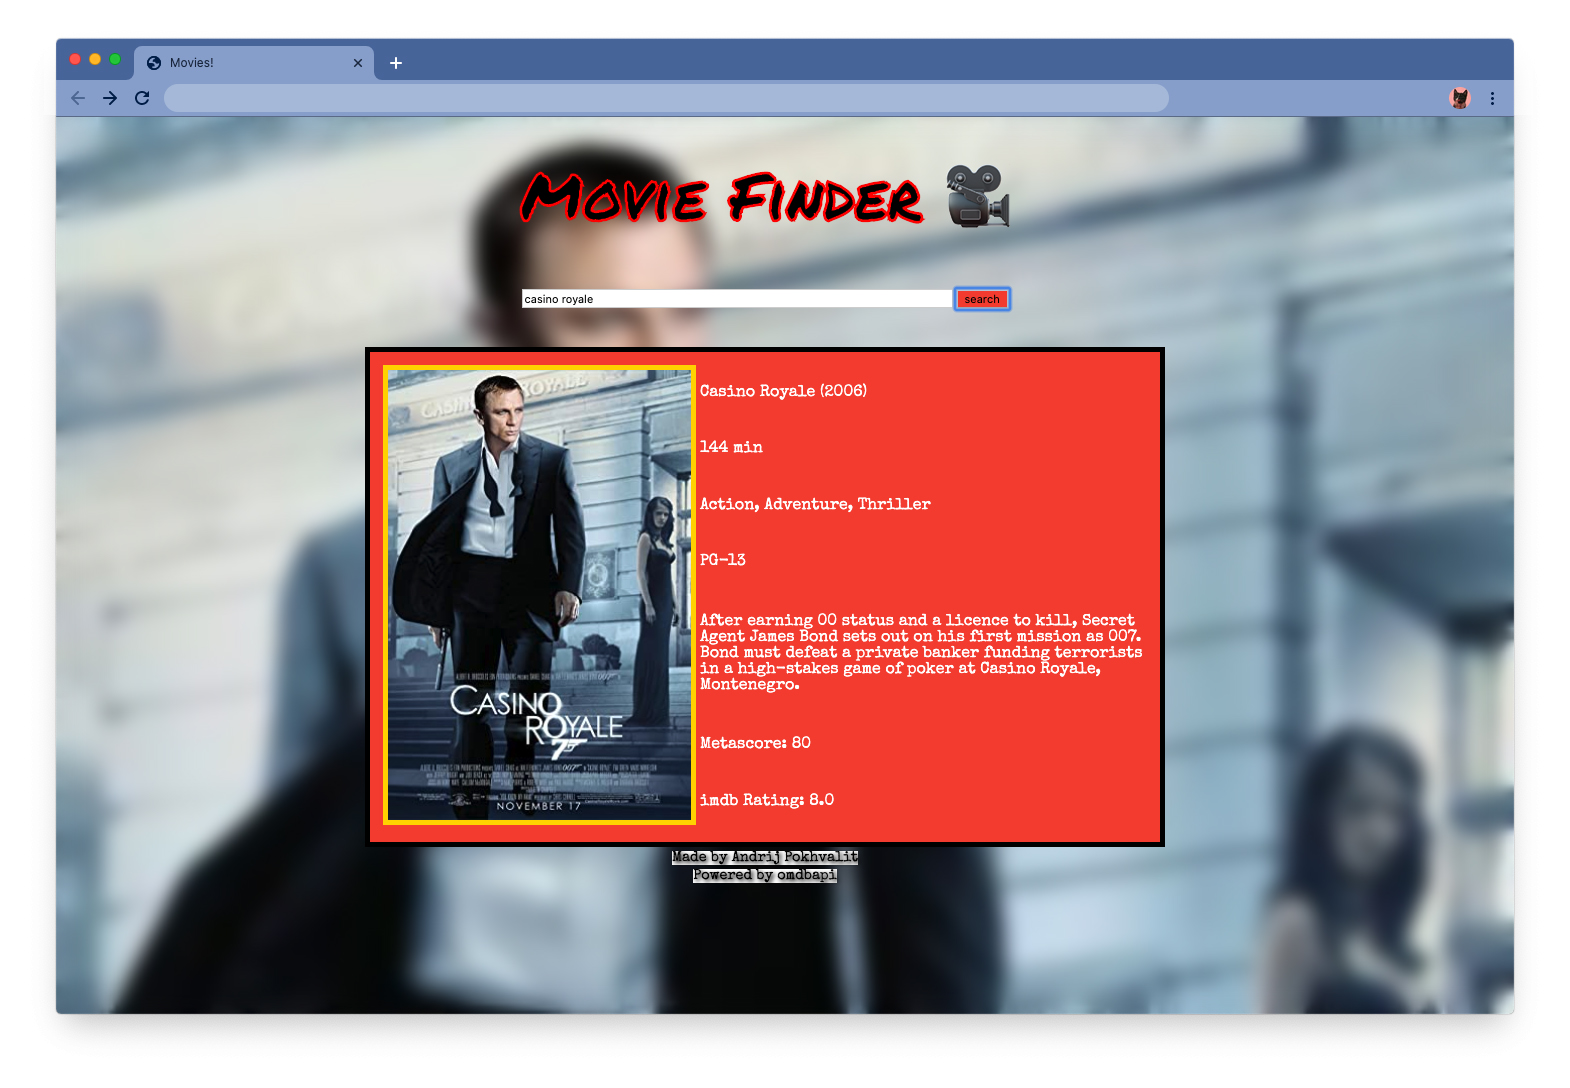 Movies!
Movie Finder
casino royale
search
Casino Royale (2006)
144 min
Action, Adventure, Thriller
PG-13
After earning 00 status and a licence to kill, Secret
Agent James Bond sets out on his first mission as 007.
Bond must defeat a private banker funding terrorists
in a high-stakes game of poker at Casino Royale,
Montenegro.
Metascore: 80
imdb Rating: 8.0
CASINO ROYALE
CASINO
ROYALE
007
NOVEMBER 17
Made by Andrij Pokhvalit
Powered by omdbapi